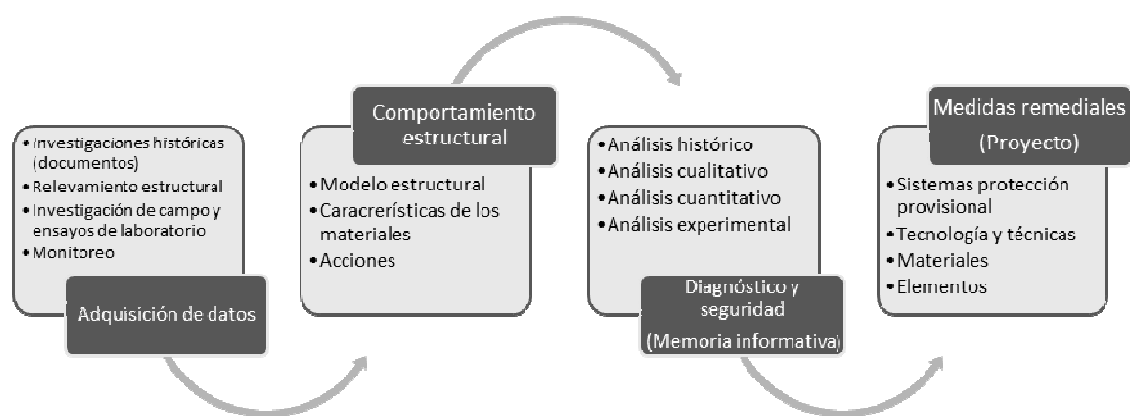 • Investigaciones históricas
(documentos)
• Relevamiento estructural
• Investigación de campo y
ensayos de laboratorio
• Monitoreo
Adquisición de datos
Comportamiento
estructural
• Modelo estructural
• Caracrerísticas de los
materiales
• Acciones
• Análisis histórico
• Análisis cualitativo
• Análisis cuantitativo
• Análisis experimental
Diagnóstico y
seguridad
(Memoria informativa)
Medidas remediales
(Proyecto)
• Sistemas protección
provisional
• Tecnología y técnicas
• Materiales
• Elementos